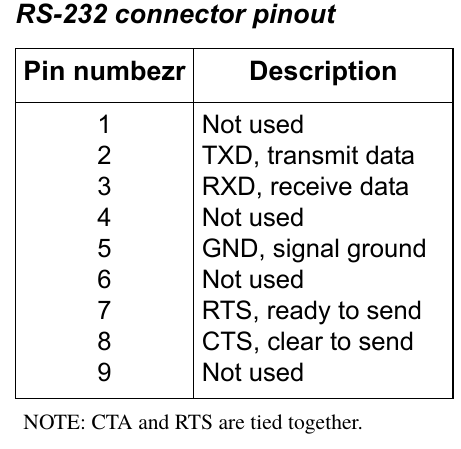 RS-232 connector pinout
Pin numbezr Description
1 Not used
2 TXD, transmit data
3 RXD, receive data
4 Not used
5 GND, signal ground
6 Not used
7 RTS, ready to send
8 CTS, clear to send
9 Not used
NOTE: CTA and RTS are tied together.